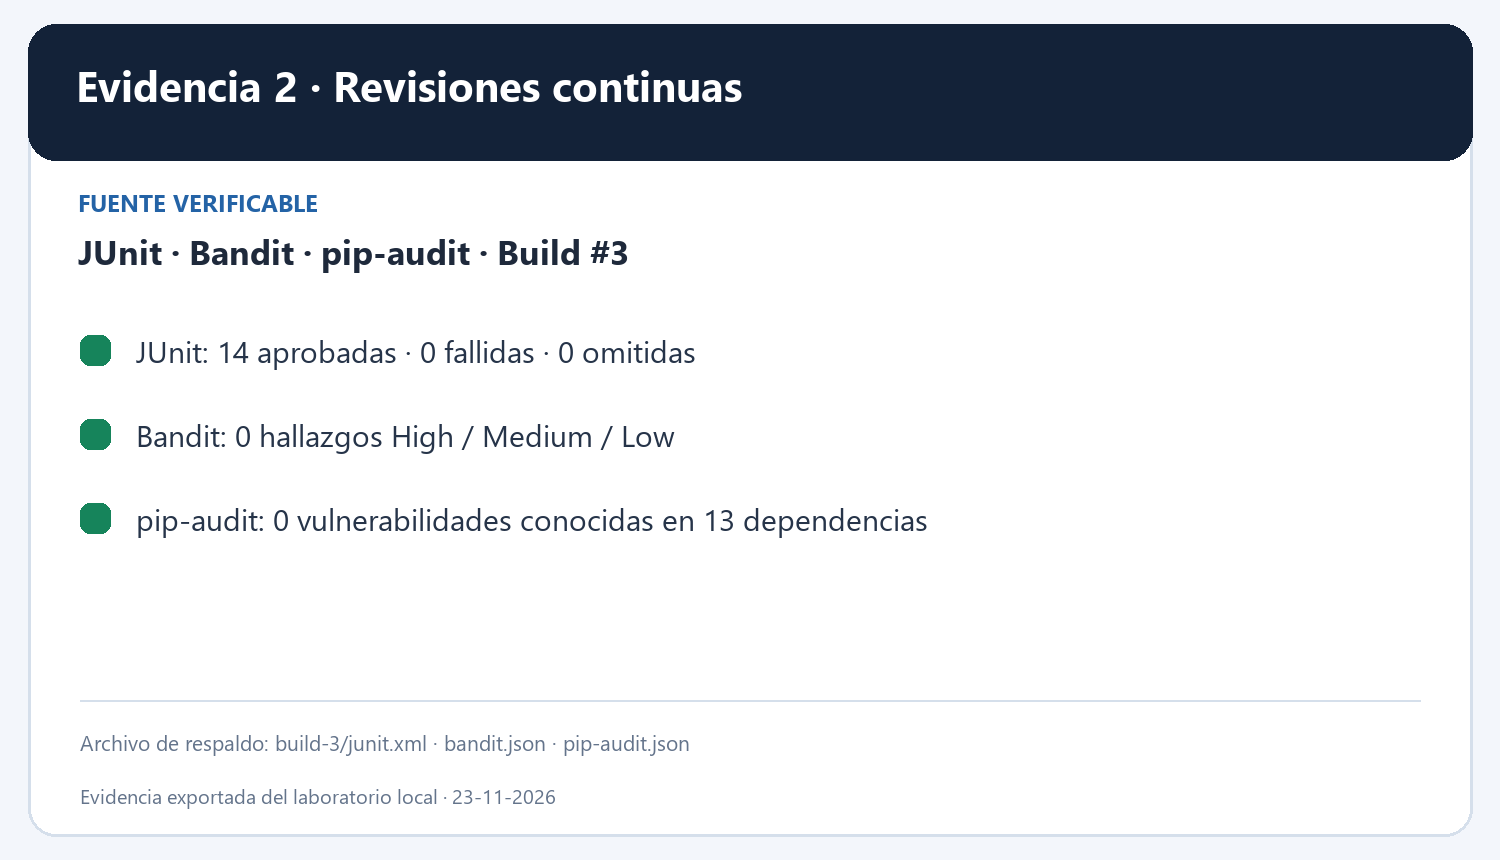 Evidencia 2 · Revisiones continuas
FUENTE VERIFICABLE
JUnit · Bandit · pip-audit · Build #3
JUnit: 14 aprobadas · 0 fallidas · 0 omitidas
Bandit: 0 hallazgos High / Medium / Low
pip-audit: 0 vulnerabilidades conocidas en 13 dependencias
Archivo de respaldo: build-3/junit.xml · bandit.json · pip-audit.json
Evidencia exportada del laboratorio local · 23-11-2026